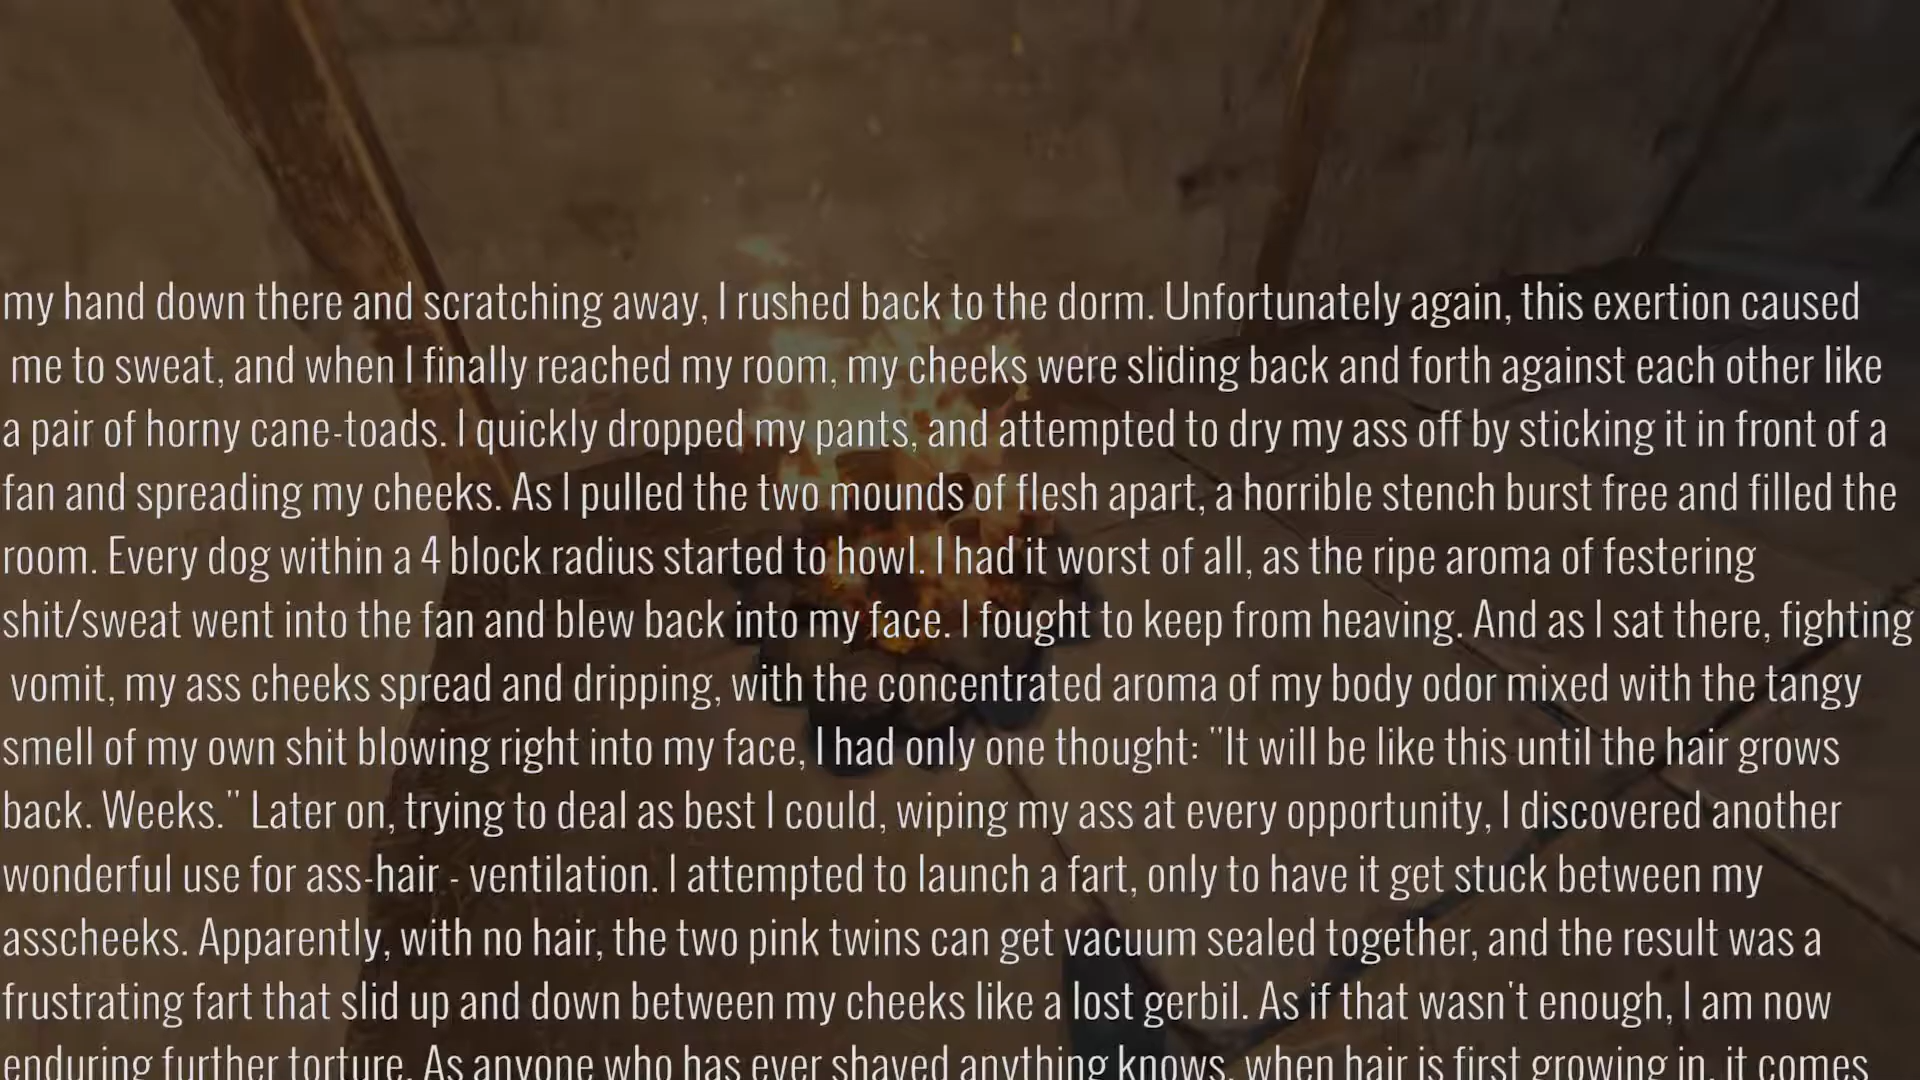 my hand down there and scratching away, I rushed back to the dorm. Unfortunately again, this exertion caused
me to sweat, and when I finally reached my room, my cheeks were sliding back and forth against each other like
a pair of horny cane-toads. I quickly dropped my pants, and attempted to dry my ass off by sticking it in front of a
fan and spreading my cheeks. As I pulled the two mounds of flesh apart, a horrible stench burst free and filled the
room. Every dog within a 4 block radius started to howl. I had it worst of all, as the ripe aroma of festering
shit/sweat went into the fan and blew back into my face. I fought to keep from heaving. And as I sat there, fighting
vomit, my ass cheeks spread and dripping, with the concentrated aroma of my body odor mixed with the tangy
smell of my own shit blowing right into my face, I had only one thought: "It will be like this until the hair grows
back. Weeks." Later on, trying to deal as best I could, wiping my ass at every opportunity, I discovered another
wonderful use for ass-hair - ventilation. I attempted to launch a fart, only to have it get stuck between my
asscheeks. Apparently, with no hair, the two pink twins can get vacuum sealed together, and the result was a
frustrating fart that slid up and down between my cheeks like a lost gerbil. As if that wasn't enough, I am now
enduring further torture. As anyone who has ever shaved anything knows, when hair is first growing in, it comes